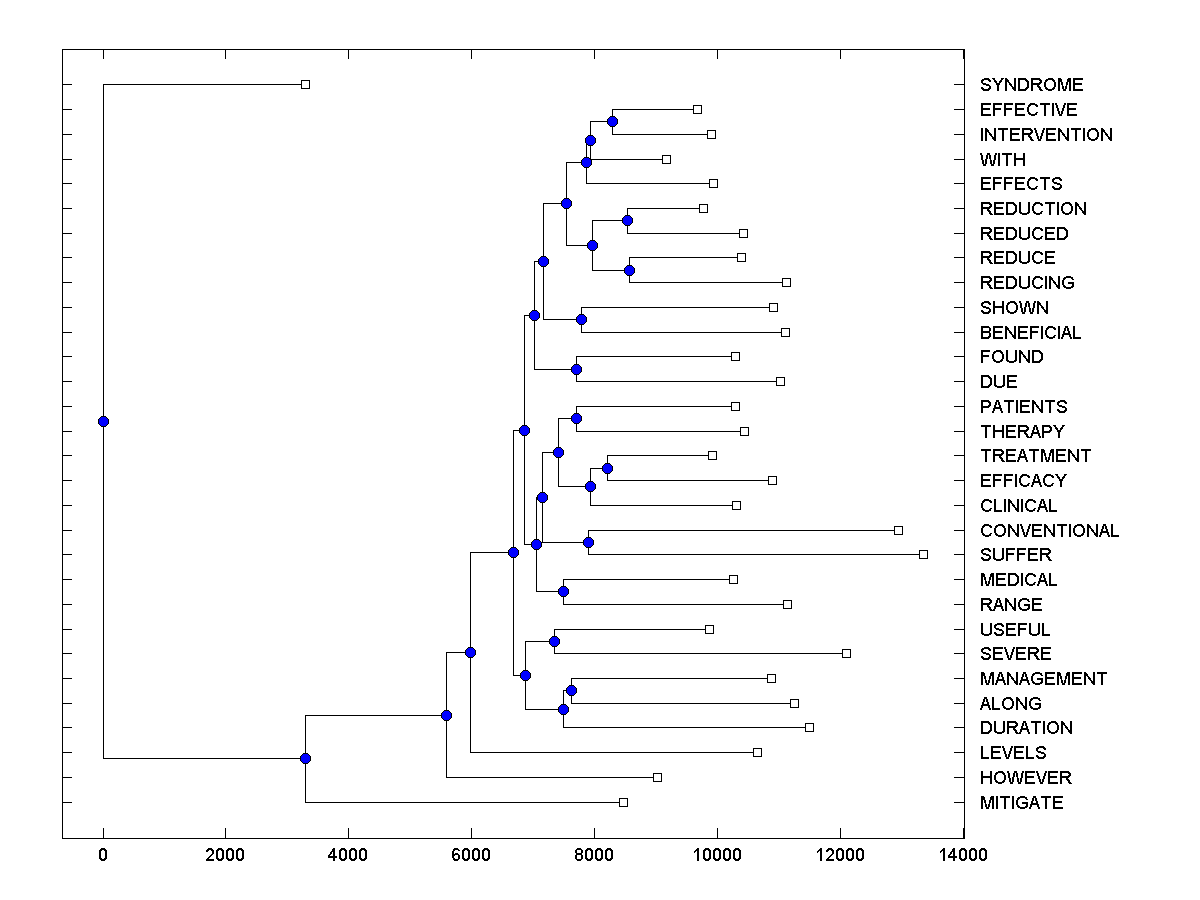 SYNDROME
EFFECTIVE
INTERVENTION
WITH
EFFECTS
REDUCTION
REDUCED
REDUCE
REDUCING
SHOWN
BENEFICIAL
FOUND
DUE
PATIENTS
THERAPY
TREATMENT
EFFICACY
CLINICAL
CONVENTIONAL
SUFFER
MEDICAL
RANGE
USEFUL
SEVERE
MANAGEMENT
ALONG
DURATION
LEVELS
HOWEVER
MITIGATE
0 2000 4000 6000 8000 10000 12000 14000